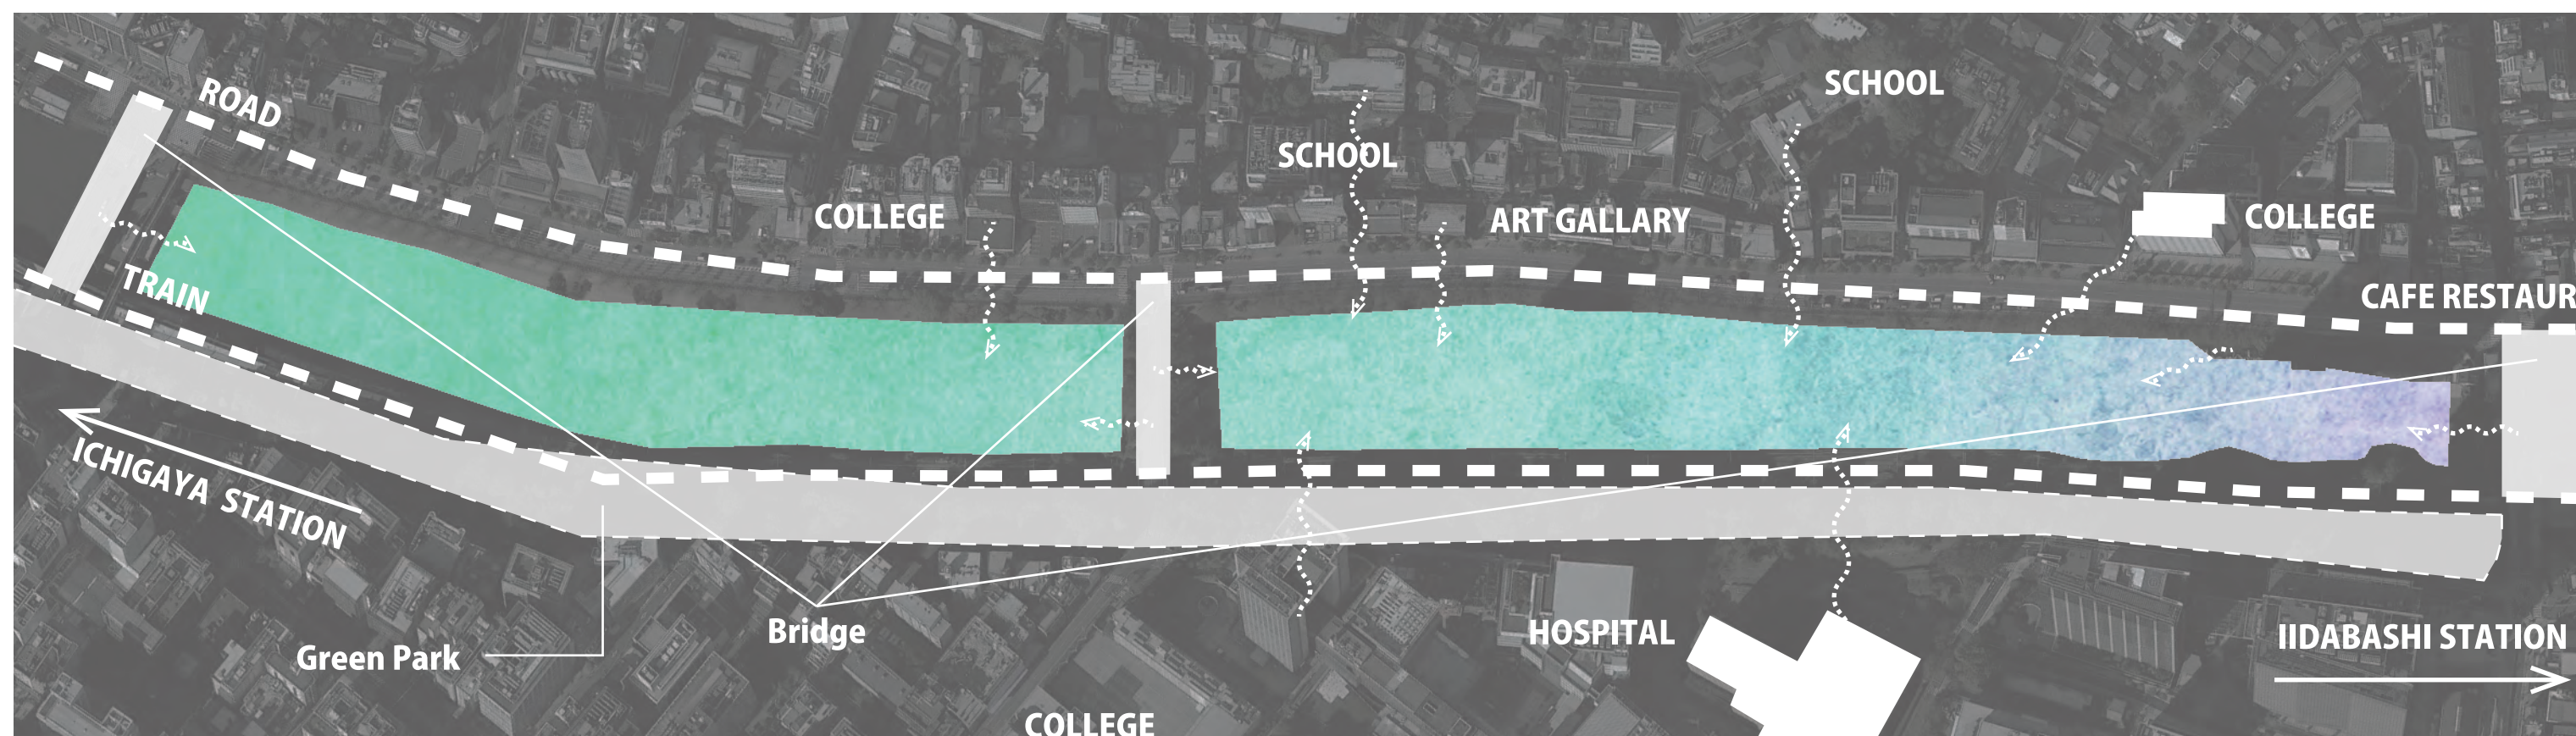 ROAD
SCHOOL
SCHOOL
COLLEGE
ART GALLARY
COLLEGE
TRAIN
CAFE RESTAUR
ICHIGAYA STATION
Bridge
Green Park
HOSPITAL
IIDABASHI STATION
COLLEGE